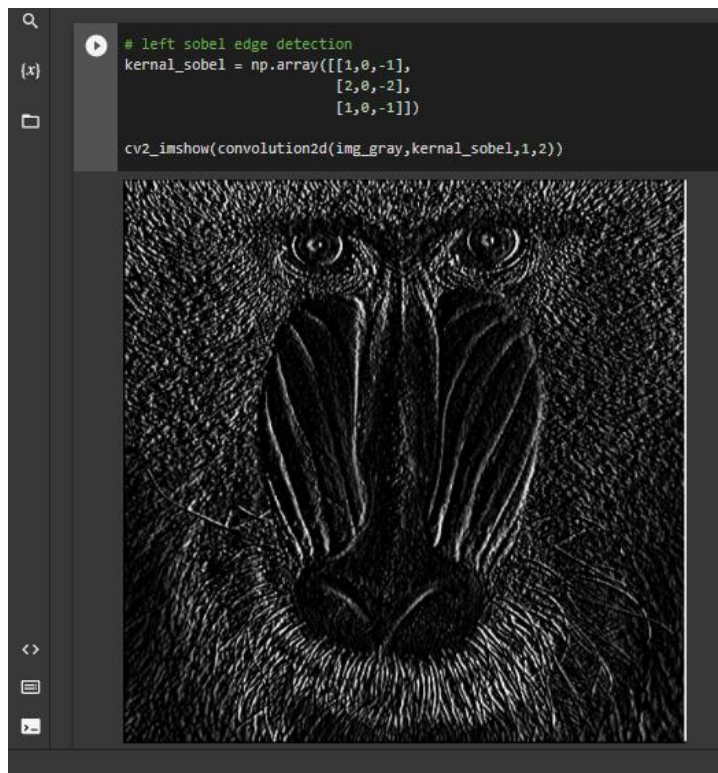 {x}
# left sobel edge detection
kernal_sobel = np.array([[1,0,-1],
[2,0,-2],
[1,0,-1]])
cv2_imshow(convolution2d(img_gray,kernal_sobel,1,2))